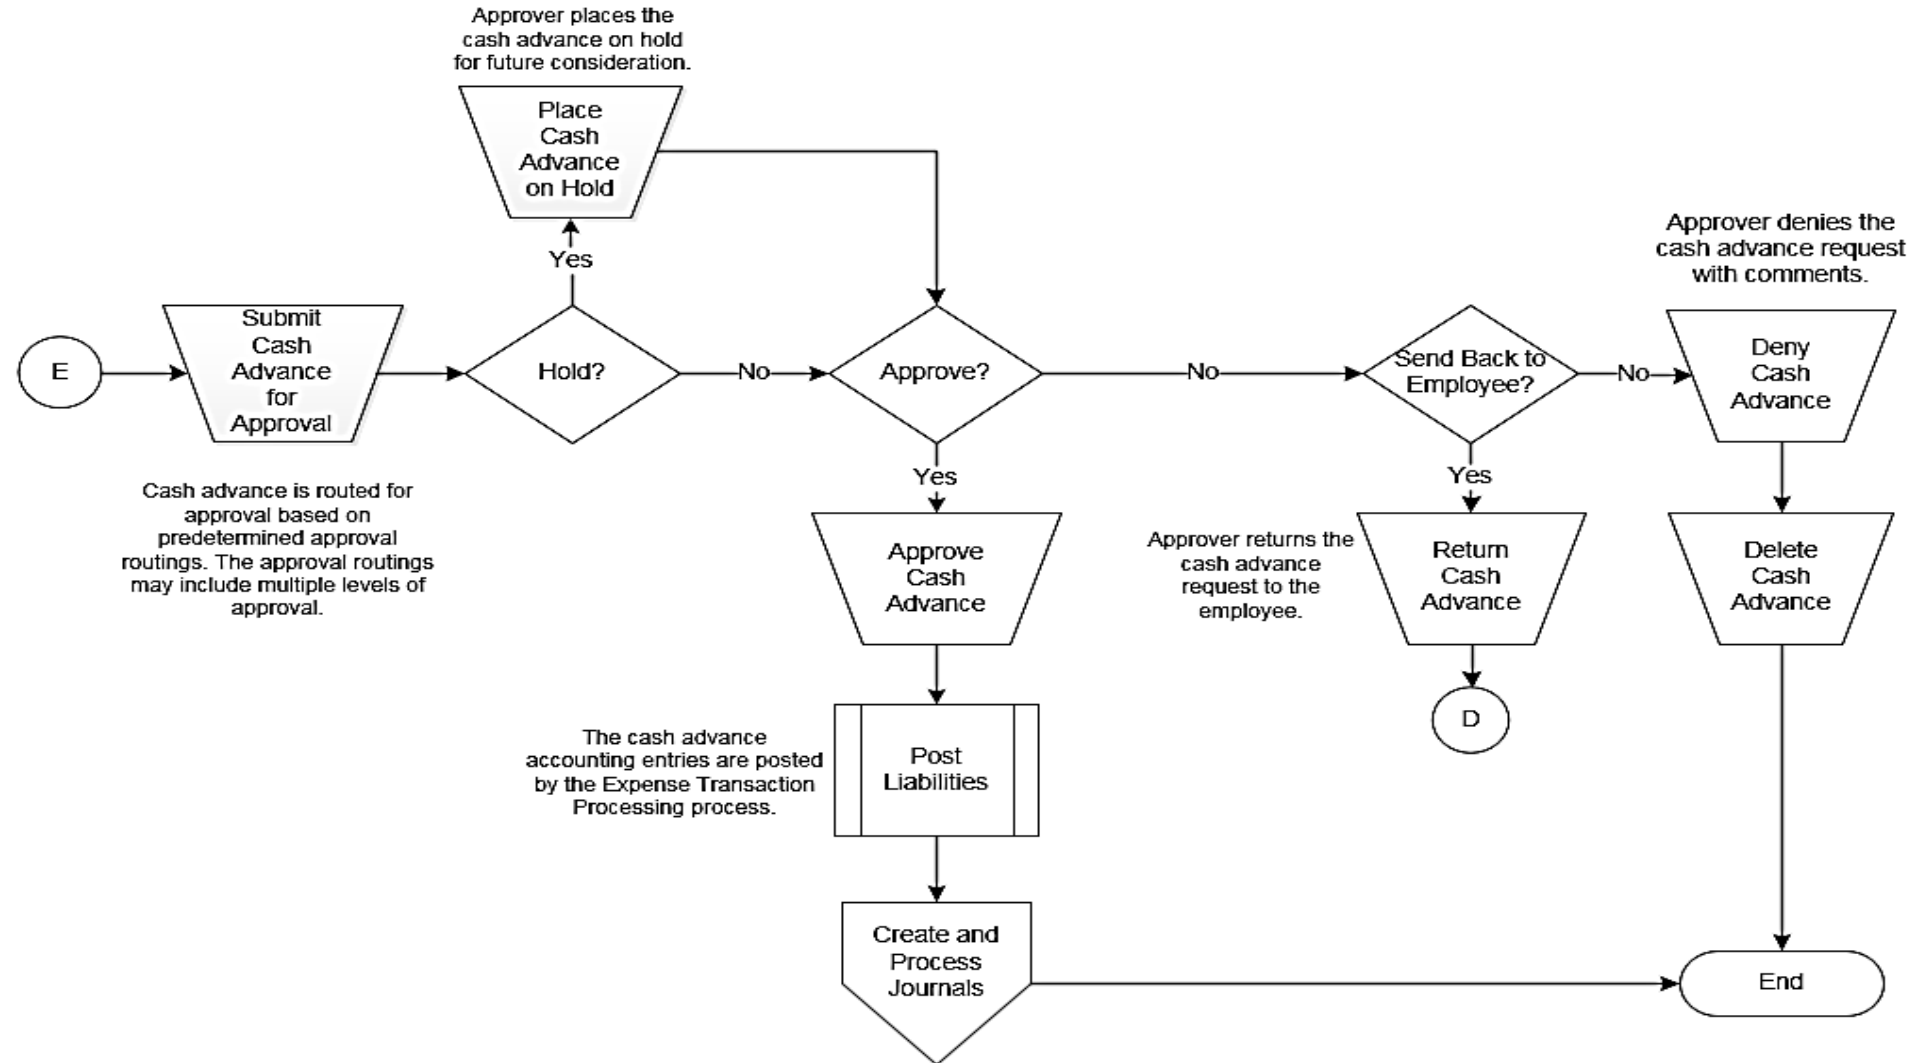 Approver places the
cash advance on hold
for future consideration.
Place
Cash
Advance
on Hold
Yes
Approver denies the
cash advance request
with comments.
E
Submit
Cash
Advance
for
Approval
Hold?
No
Approve?
No
Send Back to
Employee?
No
Deny
Cash
Advance
Cash advance is routed for
approval based on
predetermined approval
routings. The approval routings
may include multiple levels of
approval.
Yes
Approve
Cash
Advance
Yes
Approver returns the
cash advance
request to the
employee.
Return
Cash
Advance
Delete
Cash
Advance
D
The cash advance
accounting entries are posted
by the Expense Transaction
Processing process.
Post
Liabilities
Create and
Process
Journals
End